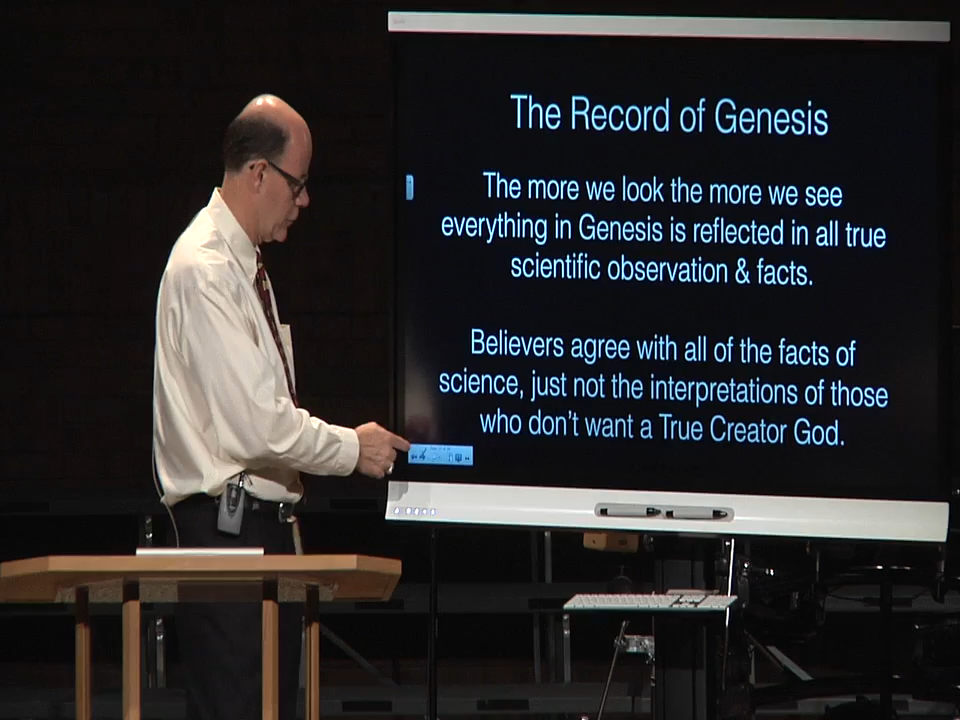 The Record of Genesis
The more we look the more we see
everything in Genesis is reflected in all true
scientific observation & facts.
Believers agree with all of the facts of
science, just not the interpretations of those
who don't want a True Creator God.